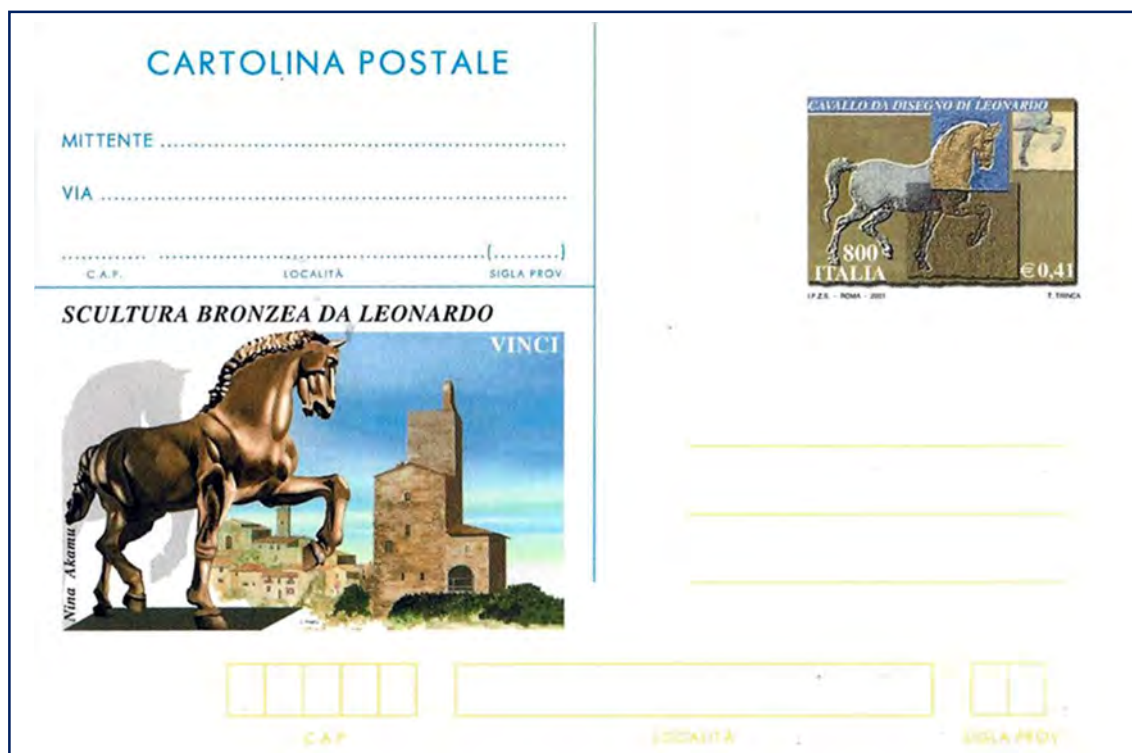 CARTOLINA POSTALE
MITTENTE ................................................................
VIA ................................................................
............ ................................................(..........)
C.A.P. LOCALITÀ SIGLA PROV.
SCULTURA BRONZEA DA LEONARDO
VINCI
Nina Akamu
CAVALLO DA DISEGNO DI LEONARDO
800
ITALIA €0,41
I.P.Z.S. - ROMA - 2001 T. TRINCA
C.A.P. LOCALITÀ SIGLA PROV.